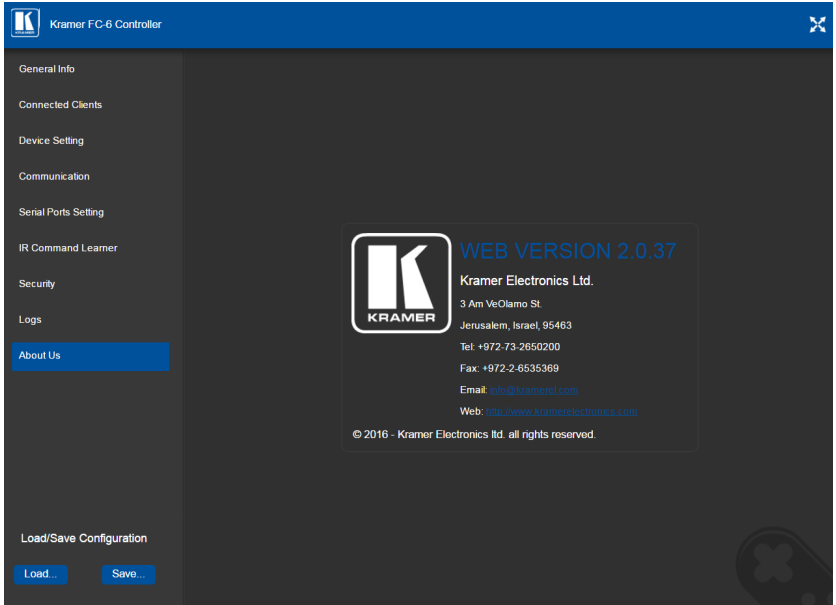 Kramer FC-6 Controller
General Info
Connected Clients
Device Setting
Communication
Serial Ports Setting
IR Command Learner
Security
Logs
About Us
Load/Save Configuration
Load...
Save...
KRAMER
WEB VERSION 2.0.37
Kramer Electronics Ltd.
3 Am VeOlamo St.
Jerusalem, Israel, 95463
Tel: +972-73-2650200
Fax: +972-2-6535369
Email: info@kramerel.com
Web: http://www.kramerelectronics.com
© 2016 - Kramer Electronics ltd. all rights reserved.